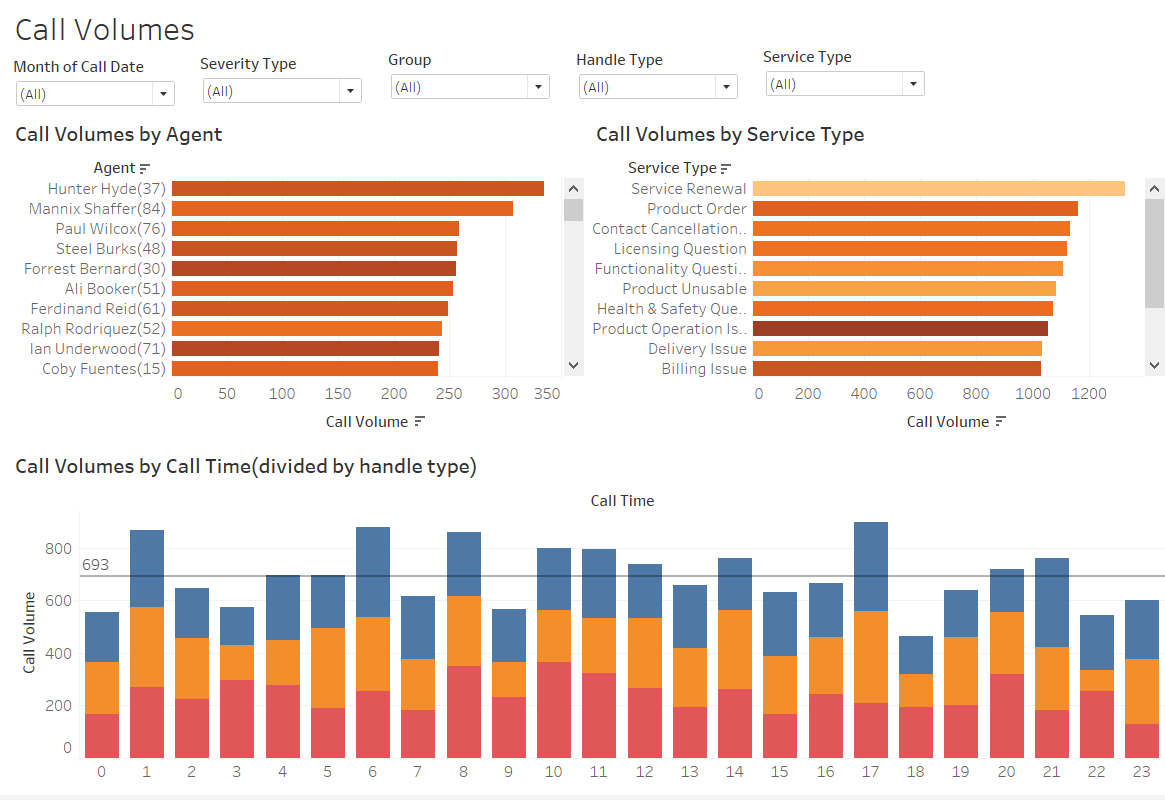 Call Volumes
Month of Call Date
Severity Type
Group
Handle Type
Service Type
(All)
(All)
(All)
(All)
(All)
Call Volumes by Agent
Agent
Hunter Hyde(37)
Mannix Shaffer(84)
Paul Wilcox(76)
Steel Burks(48)
Forrest Bernard(30)
Ali Booker(51)
Ferdinand Reid(61)
Ralph Rodriquez(52)
Ian Underwood(71)
Coby Fuentes(15)
0 50 100 150 200 250 300 350
Call Volume
Call Volumes by Service Type
Service Type
Service Renewal
Product Order
Contact Cancellation..
Licensing Question
Functionality Questi..
Product Unusable
Health & Safety Que..
Product Operation Is..
Delivery Issue
Billing Issue
0 200 400 600 800 1000 1200
Call Volume
Call Volumes by Call Time(divided by handle type)
Call Time
Call Volume
800
693
600
400
200
0
0 1 2 3 4 5 6 7 8 9 10 11 12 13 14 15 16 17 18 19 20 21 22 23